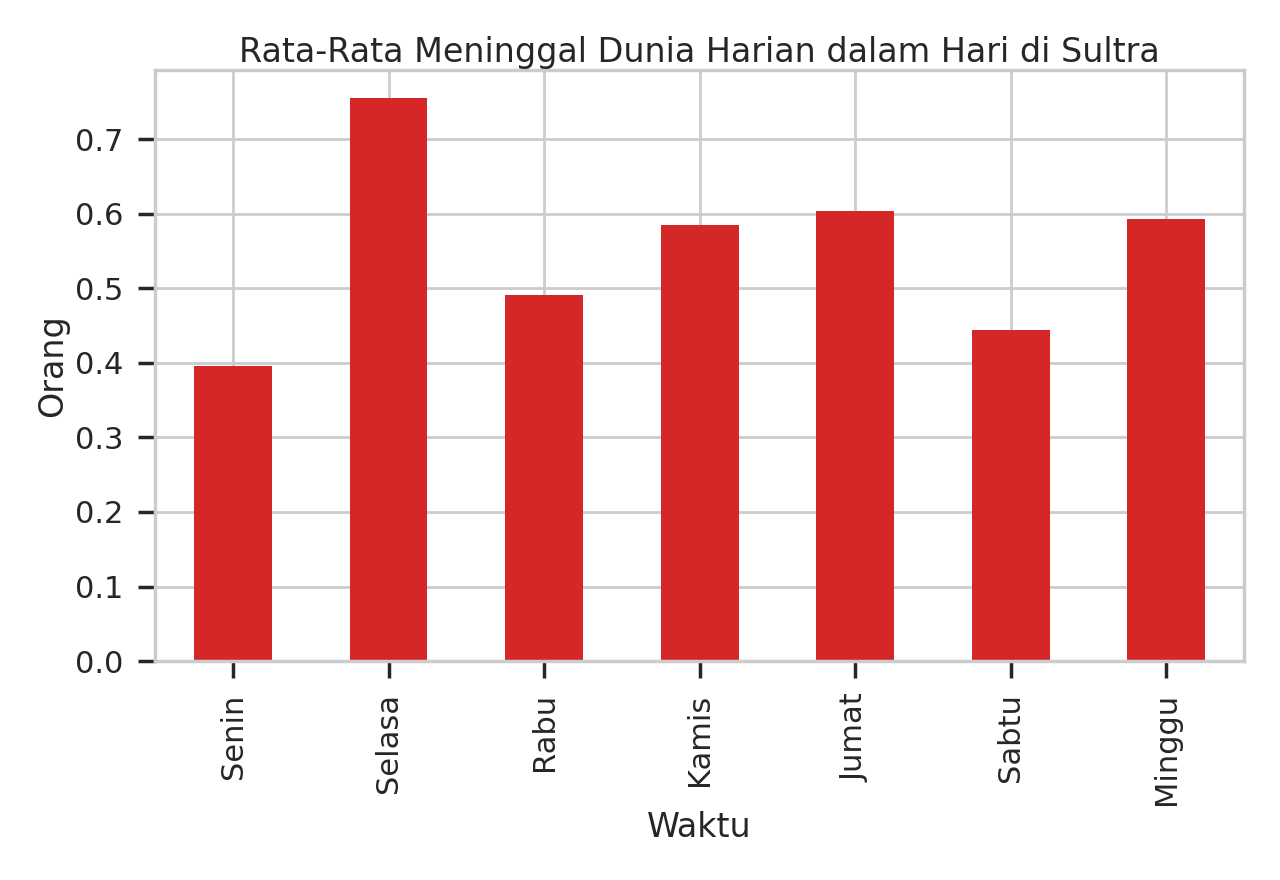 Rata-Rata Meninggal Dunia Harian dalam Hari di Sultra
0.7
0.6
0.5
0.4
0.3
0.2
0.1
0.0
Orang
Senin
Selasa
Rabu
Kamis
Jumat
Sabtu
Minggu
Waktu